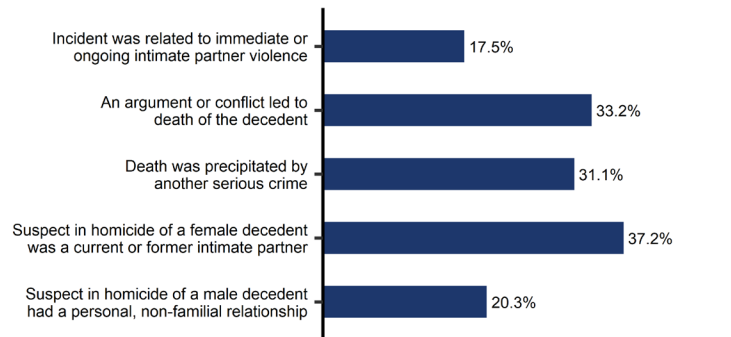 Incident was related to immediate or
ongoing intimate partner violence
17.5%
An argument or conflict led to
death of the decedent
33.2%
Death was precipitated by
another serious crime
31.1%
Suspect in homicide of a female decedent
was a current or former intimate partner
37.2%
Suspect in homicide of a male decedent
had a personal, non-familial relationship
20.3%